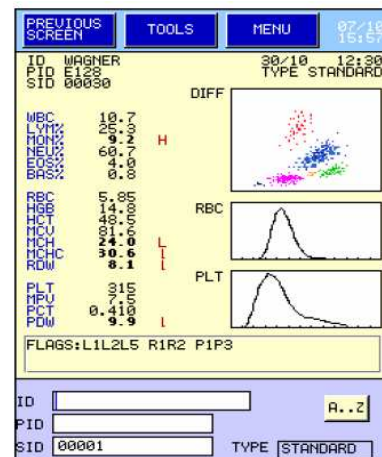 PREVIOUS SCREEN TOOLS MENU 07/10 15:57
ID WAGNER 30/10 12:30
PID E128 TYPE STANDARD
SID 00030
DIFF
WBC 10.7
LYM% 25.3
MON% 9.2 H
NEU% 60.7
EOS% 4.0
BAS% 0.8
RBC 5.85 RBC
HGB 14.8
HCT 48.5
MCV 81.6
MCH 24.0 L
MCHC 30.6 l
RDW 8.1 l
PLT
PLT 315
MPV 7.5
PCT 0.410
PDW 9.9 l
FLAGS:L1L2L5 R1R2 P1P3
ID
A..Z
PID
SID 00001 TYPE STANDARD